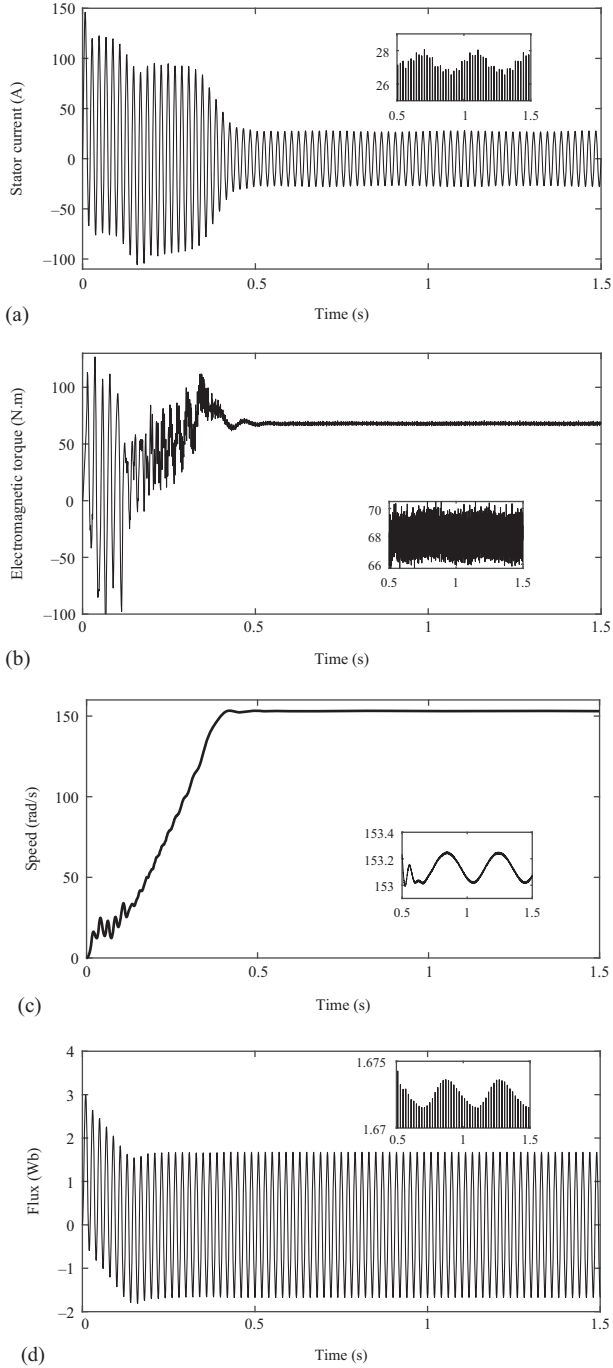 150
100
50
0
−50
−100
Stator current (A)
28
26
0.5 1 1.5
0 0.5 1 1.5
Time (s)
(a)
100
50
0
−50
−100
Electromagnetic torque (N.m)
70
68
66
0.5 1 1.5
0 0.5 1 1.5
Time (s)
(b)
150
100
50
0
Speed (rad/s)
153.4
153.2
153
0.5 1 1.5
0 0.5 1 1.5
Time (s)
(c)
4
3
2
1
0
−1
−2
Flux (Wb)
1.675
1.67
0.5 1 1.5
0 0.5 1 1.5
Time (s)
(d)